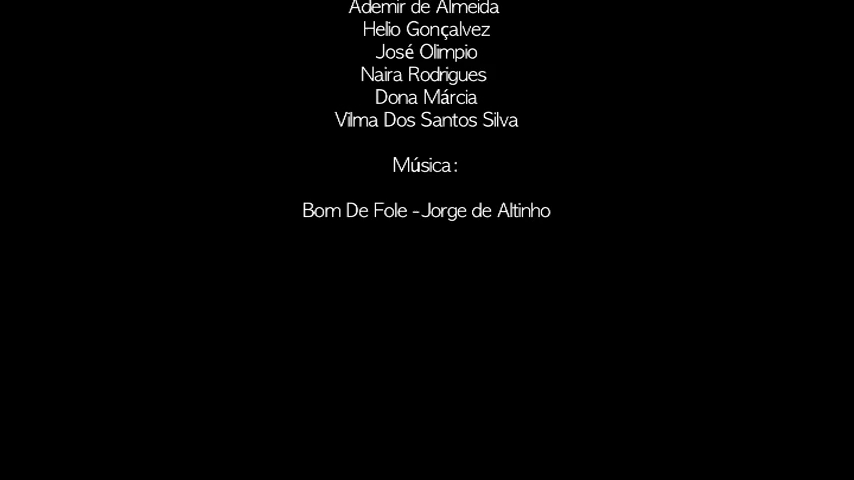 Ademir de Almeida
Helio Gonçalvez
José Olimpio
Naira Rodrigues
Dona Márcia
Vilma Dos Santos Silva
Música:
Bom De Fole -Jorge de Altinho